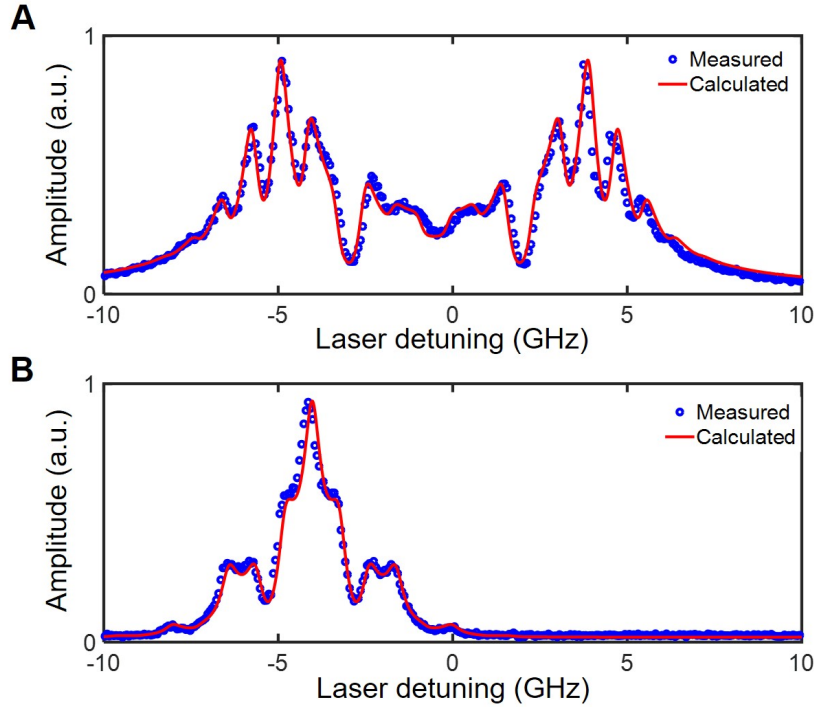 A
Amplitude (a.u.)
1
0
Measured
Calculated
-10 -5 0 5 10
Laser detuning (GHz)
B
Amplitude (a.u.)
1
0
Measured
Calculated
-10 -5 0 5 10
Laser detuning (GHz)